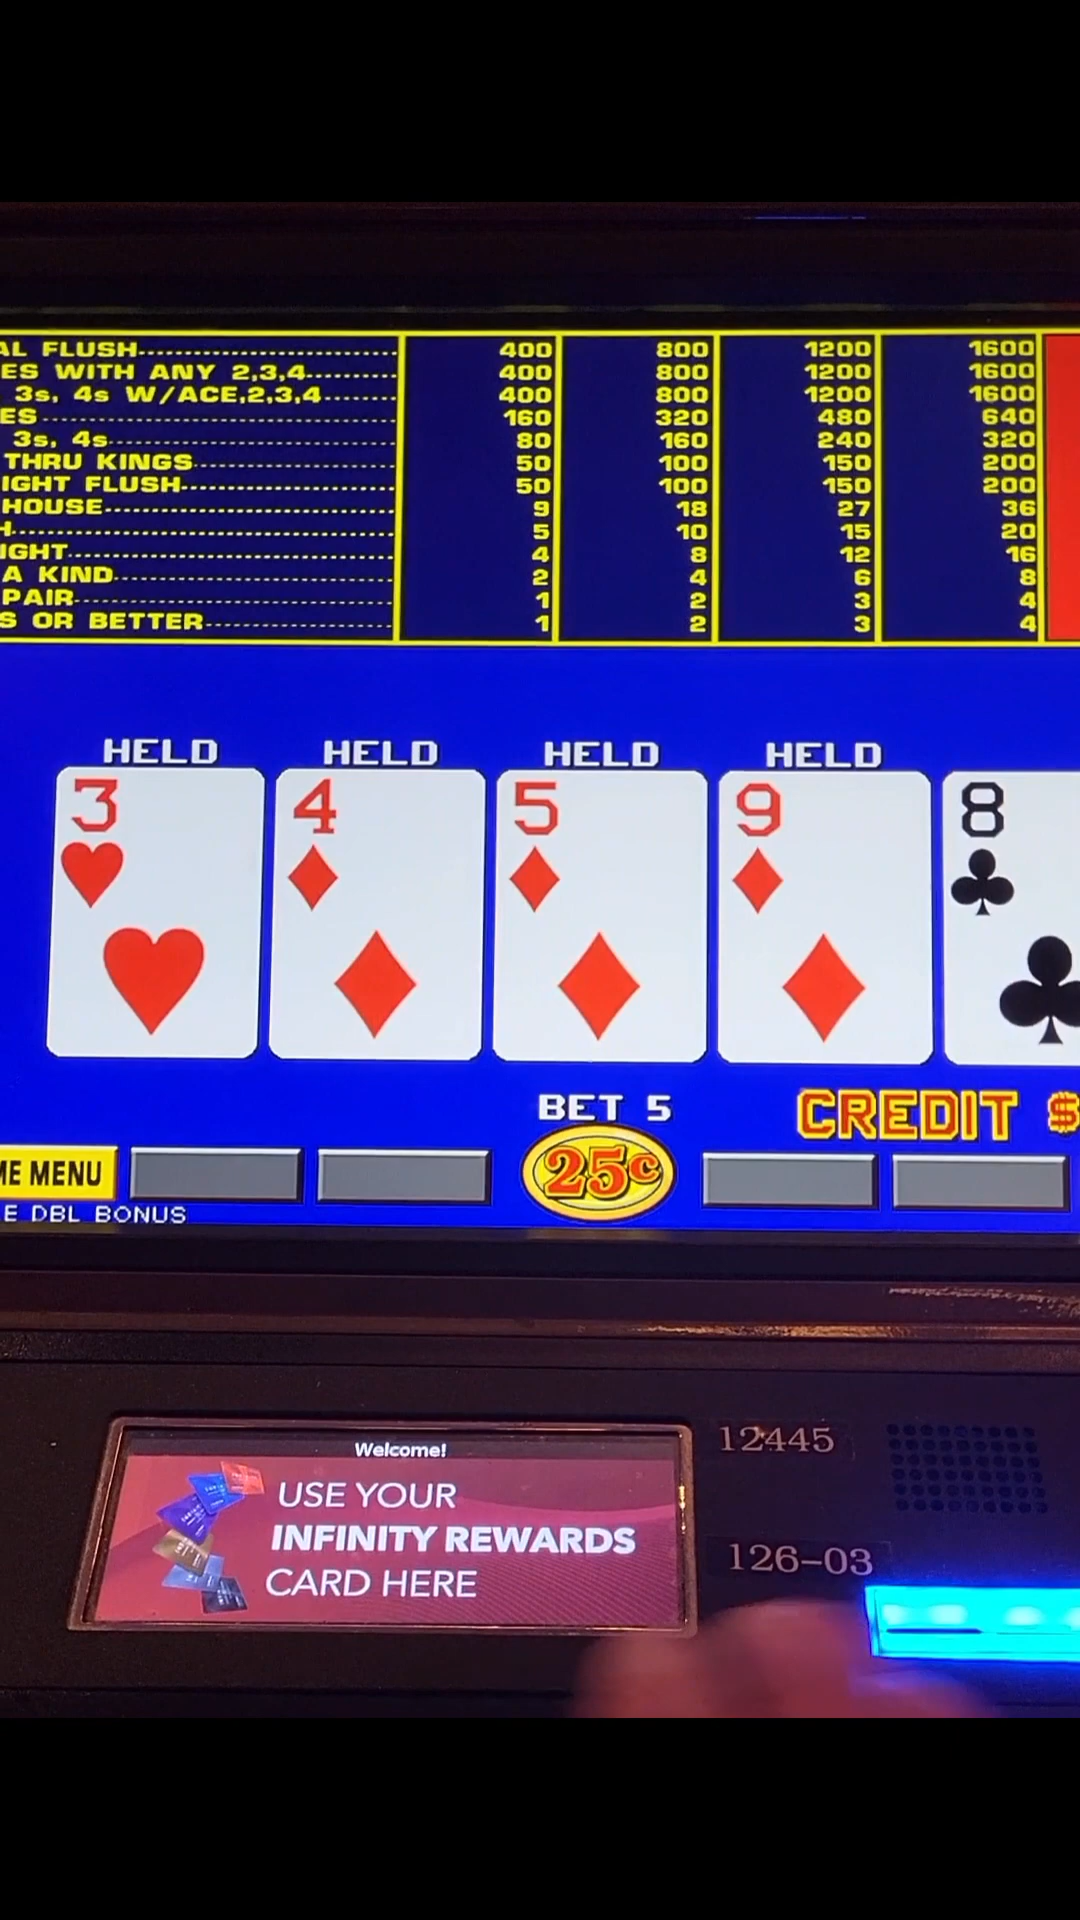 AL FLUSH 400 800 1200 1600
ES WITH ANY 2,3,4 400 800 1200 1600
3s, 4s W/ACE,2,3,4 400 800 1200 1600
ES 160 320 480 640
3s, 4s 80 160 240 320
THRU KINGS 50 100 150 200
IGHT FLUSH 50 100 150 200
HOUSE 9 18 27 36
H 5 10 15 20
IGHT 4 8 12 16
A KIND 2 4 6 8
PAIR 1 2 3 4
S OR BETTER 1 2 3 4
HELD HELD HELD HELD
3 4 5 9 8
BET 5
CREDIT $
ME MENU
25¢
E DBL BONUS
Welcome!
USE YOUR
INFINITY REWARDS
CARD HERE
12445
126-03